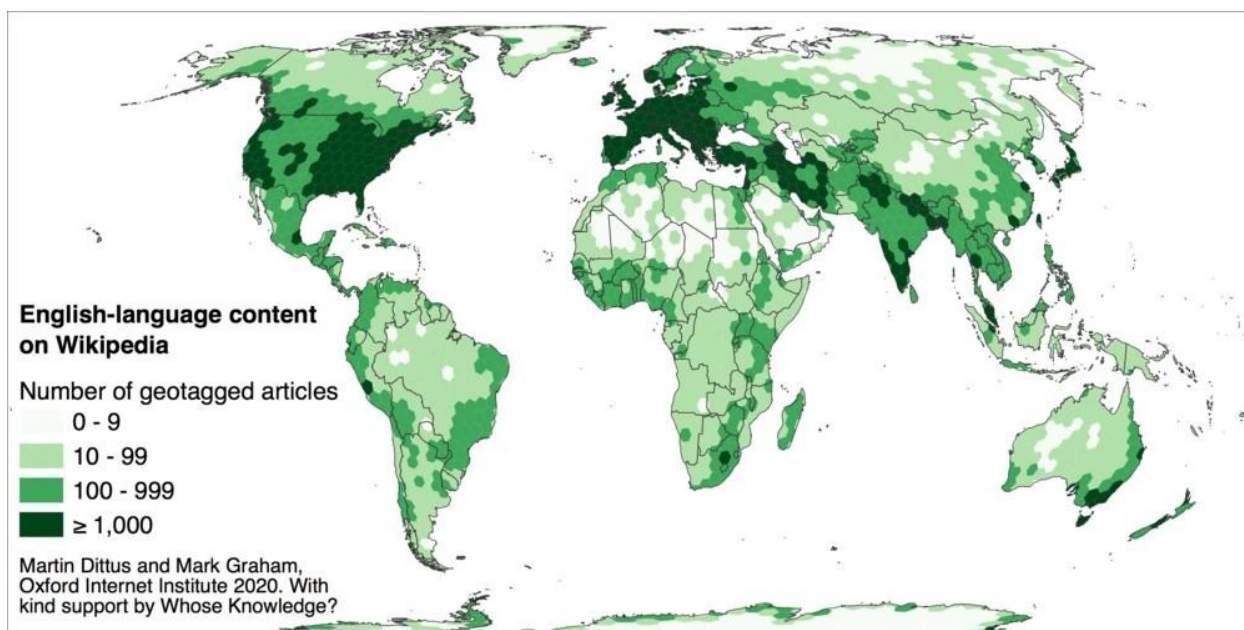 English-language content
on Wikipedia
Number of geotagged articles
0 - 9
10 - 99
100 - 999
≥ 1,000
Martin Dittus and Mark Graham,
Oxford Internet Institute 2020. With
kind support by Whose Knowledge?